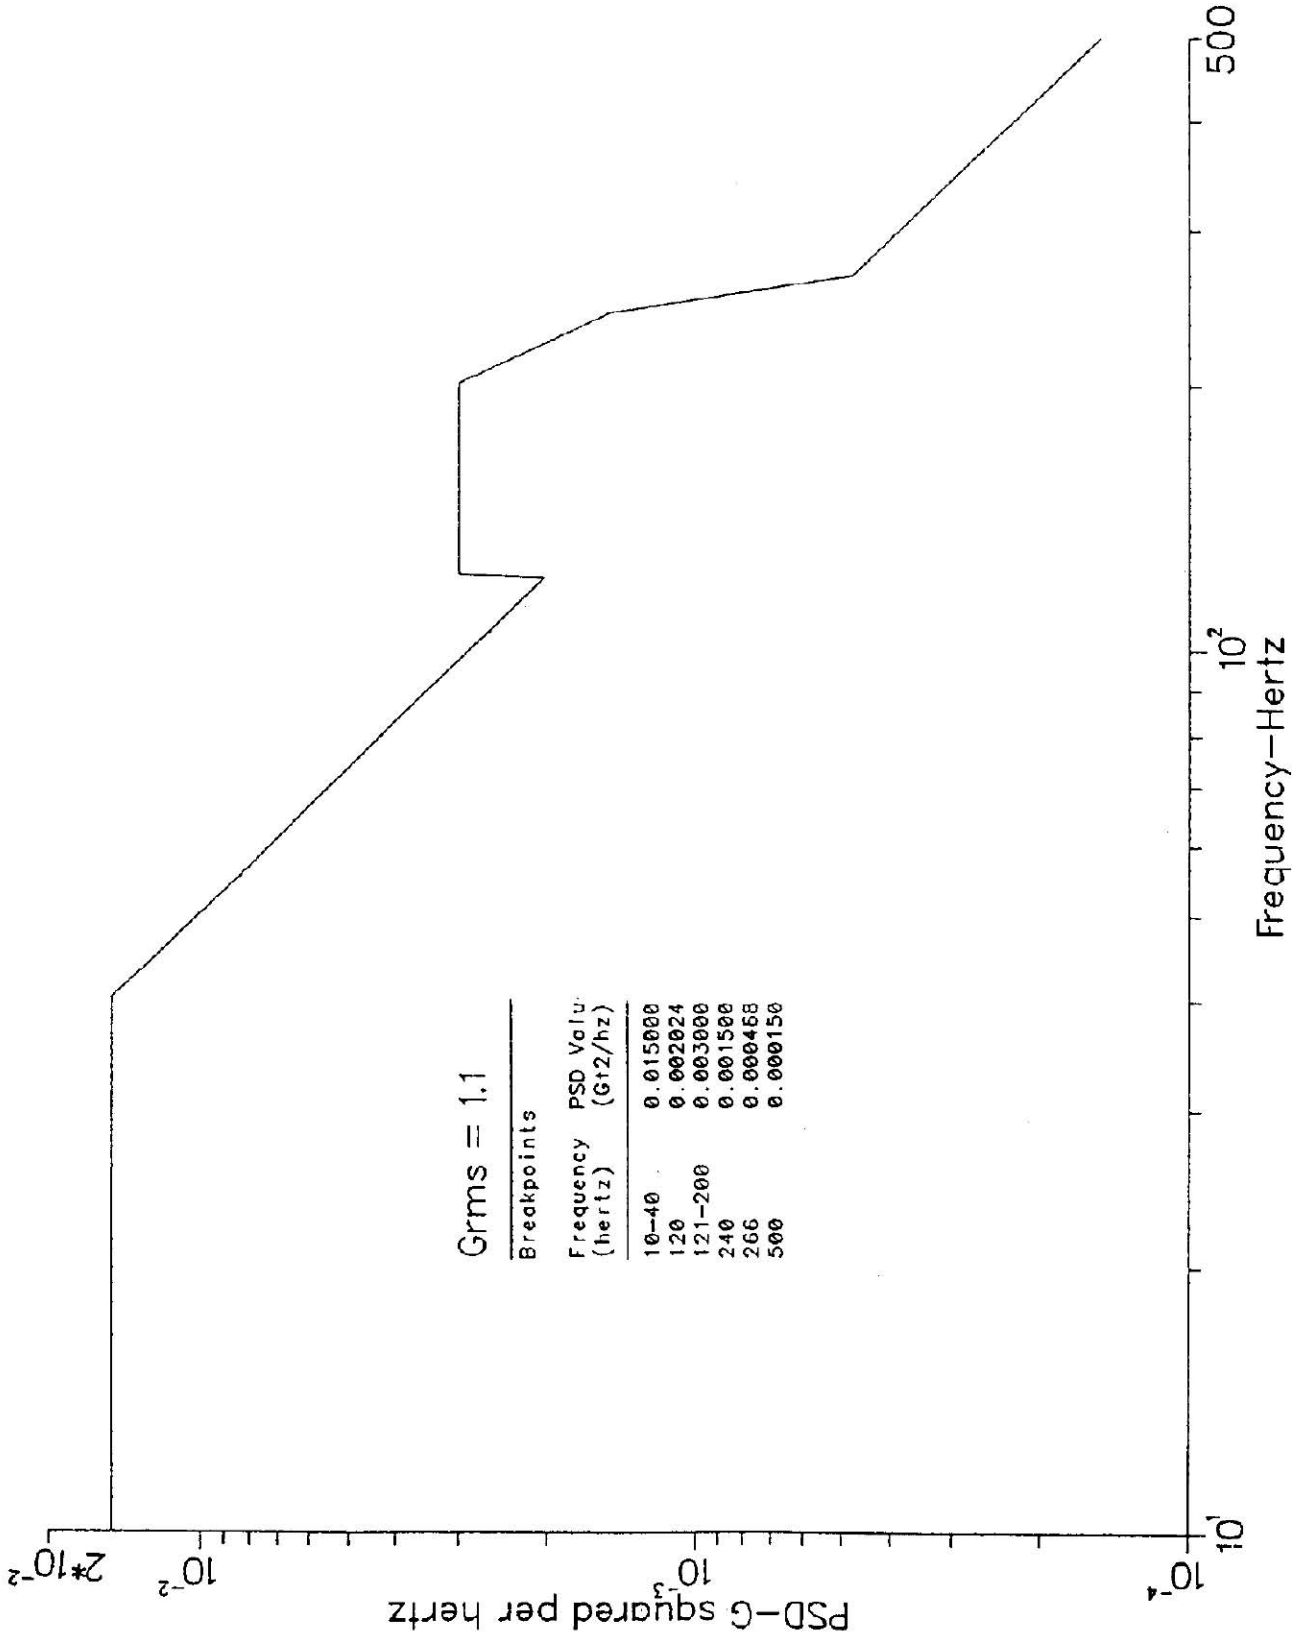 2*10⁻²
10⁻²
10⁻³
10⁻⁴
PSD-G squared per hertz
Grms = 1.1
Breakpoints
Frequency PSD Valu
(hertz) (G↑2/hz)
10-40 0.015000
120 0.002024
121-200 0.003000
240 0.001500
266 0.000468
500 0.000150
10¹
10²
500
Frequency-Hertz